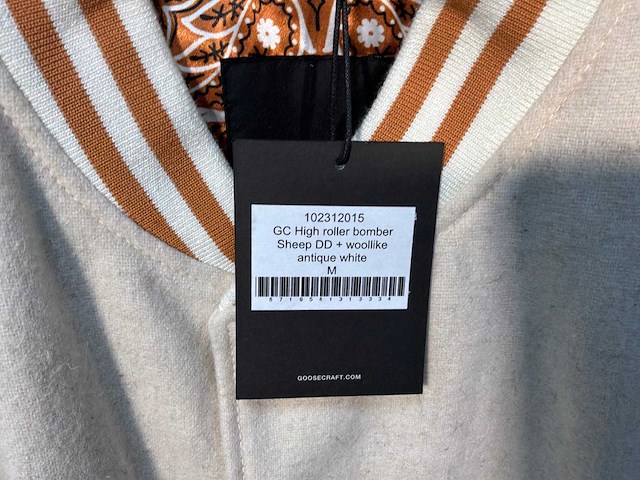 102312015
GC High roller bomber
Sheep DD + woollike
antique white
M
GOOSECRAFT.COM